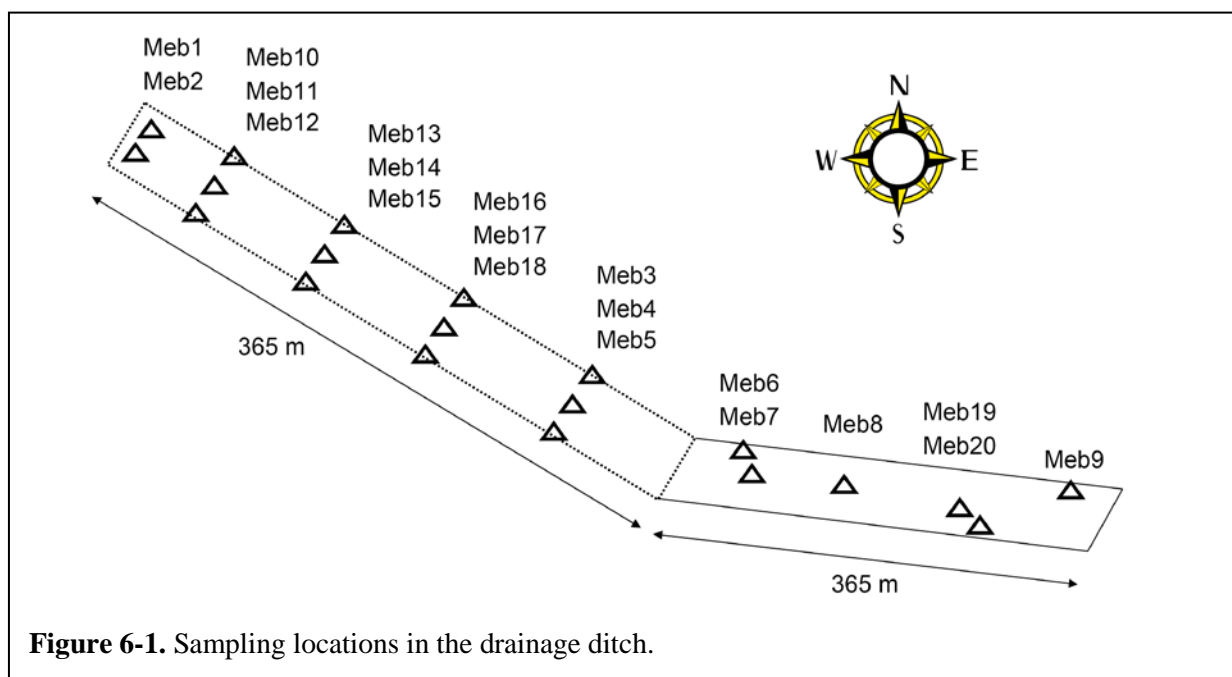 Meb1
Meb2
Meb10
Meb11
Meb12
Meb13
Meb14
Meb15
Meb16
Meb17
Meb18
Meb3
Meb4
Meb5
Meb6
Meb7
Meb8
Meb19
Meb20
Meb9
N
W
E
S
365 m
365 m
Figure 6-1. Sampling locations in the drainage ditch.